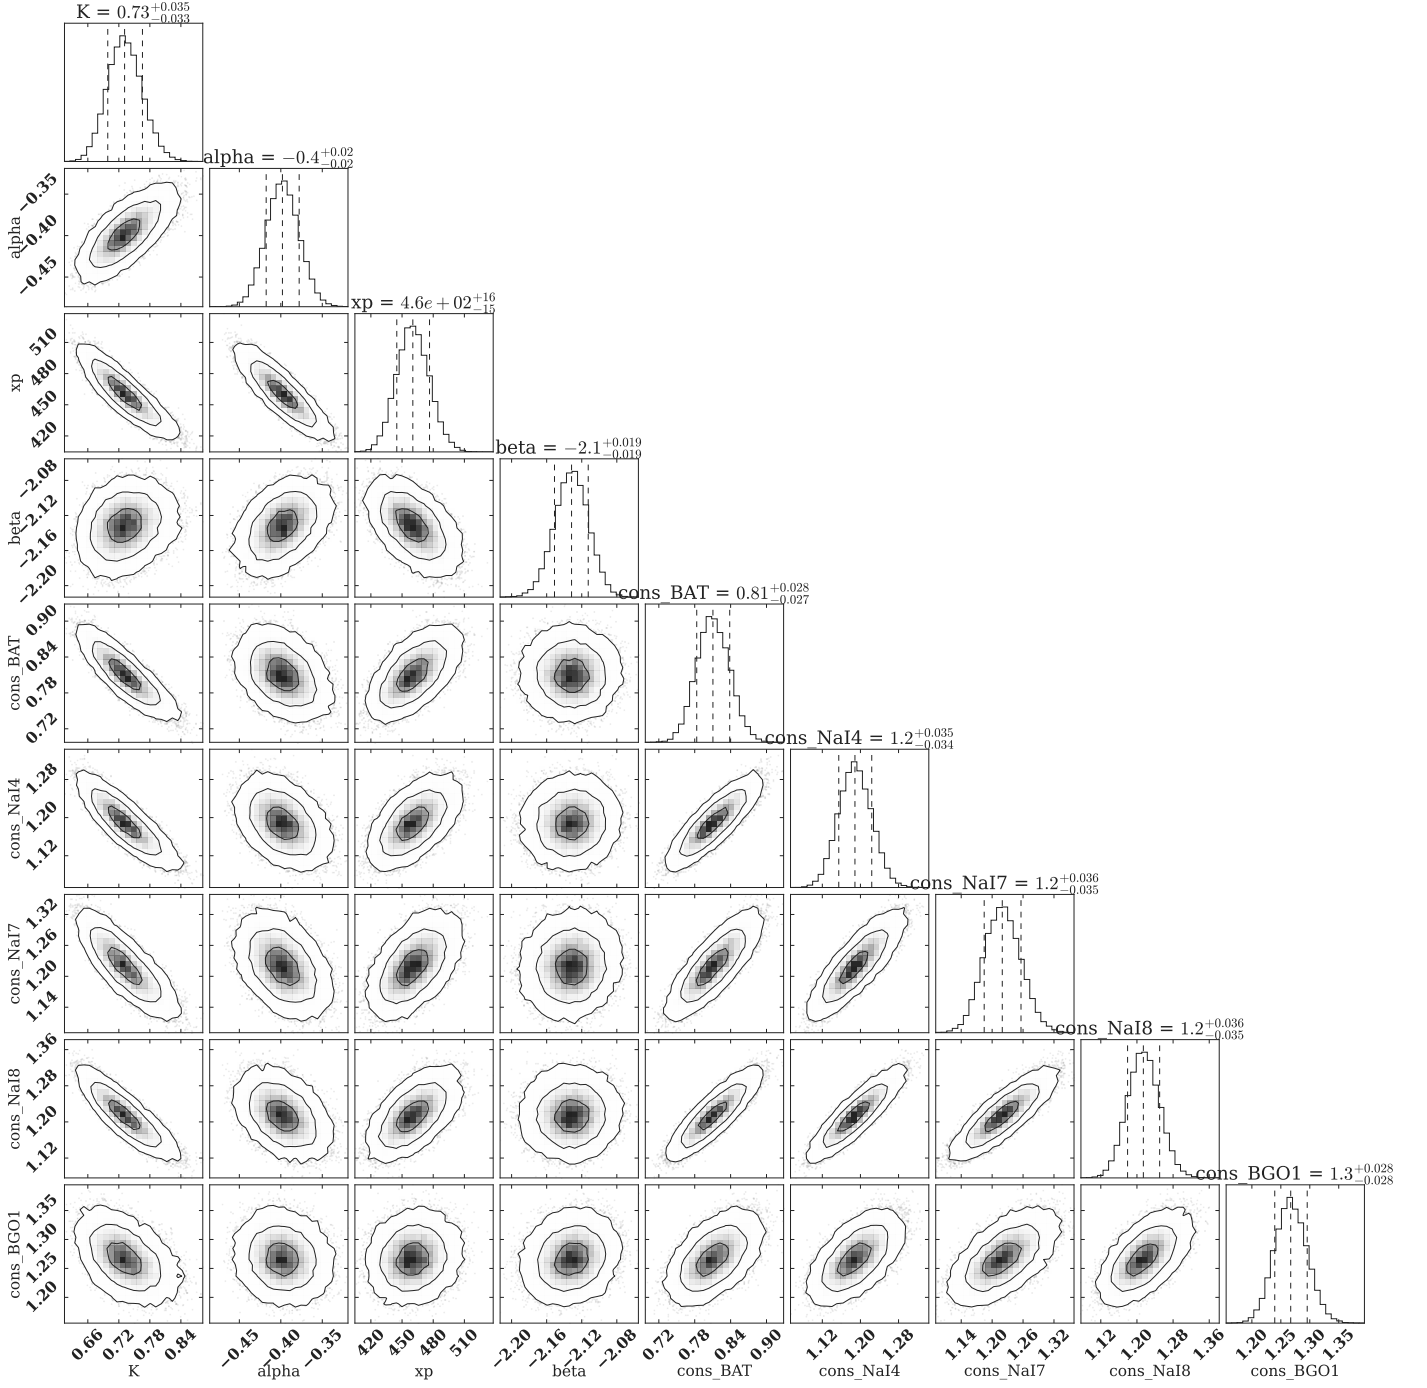 K = 0.73+0.035−0.033
alpha = −0.4+0.02−0.02
−0.35
−0.40
−0.45
alpha
xp = 4.6e + 02+16−15
510
480
450
420
xp
beta = −2.1+0.019−0.019
−2.08
−2.12
−2.16
−2.20
beta
cons_BAT = 0.81+0.028−0.027
0.90
0.84
0.78
0.72
cons_BAT
cons_NaI4 = 1.2+0.035−0.034
1.28
1.20
1.12
cons_NaI4
cons_NaI7 = 1.2+0.036−0.035
1.32
1.26
1.20
1.14
cons_NaI7
cons_NaI8 = 1.2+0.036−0.035
1.36
1.28
1.20
1.12
cons_NaI8
cons_BGO1 = 1.3+0.028−0.028
1.35
1.30
1.25
1.20
cons_BGO1
0.66 0.72 0.78 0.84 −0.45 −0.40 −0.35 420 450 480 510 −2.20 −2.16 −2.12 −2.08 0.72 0.78 0.84 0.90 1.12 1.20 1.28 1.14 1.20 1.26 1.32 1.12 1.20 1.28 1.36 1.20 1.25 1.30 1.35
K alpha xp beta cons_BAT cons_NaI4 cons_NaI7 cons_NaI8 cons_BGO1